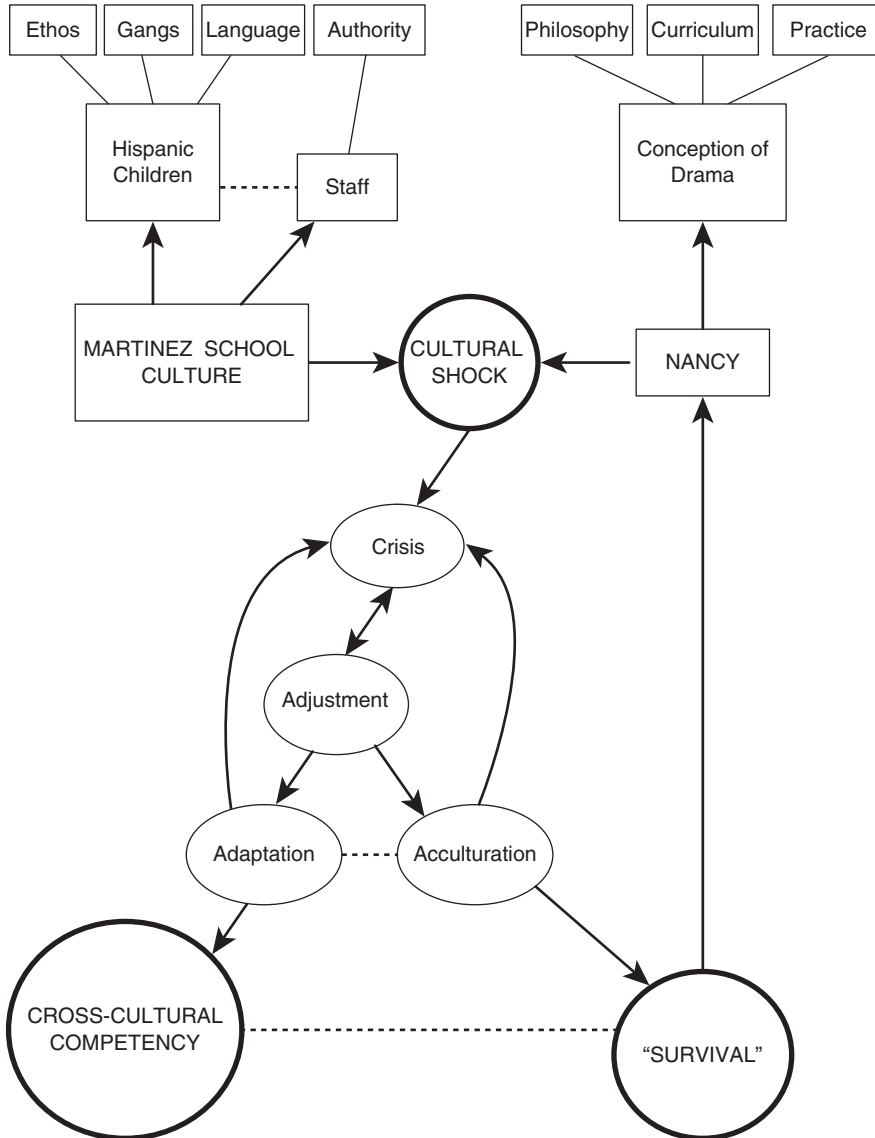 Ethos
Gangs
Language
Authority
Philosophy
Curriculum
Practice
Hispanic
Children
Staff
Conception of
Drama
MARTINEZ SCHOOL
CULTURE
CULTURAL
SHOCK
NANCY
Crisis
Adjustment
Adaptation
Acculturation
CROSS-CULTURAL
COMPETENCY
“SURVIVAL”